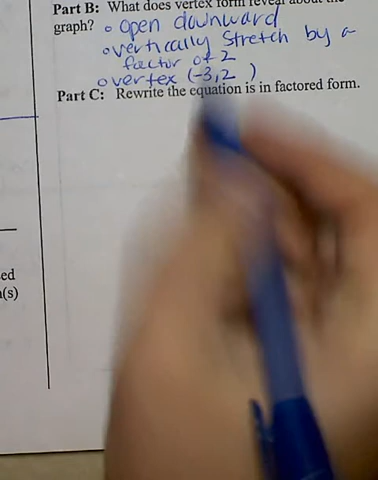 Part B: What does vertex form reveal about the
graph? • open downward
• vertically stretch by a
factor of 2
• vertex (-3,2)
Part C: Rewrite the equation is in factored form.
ed
(s)